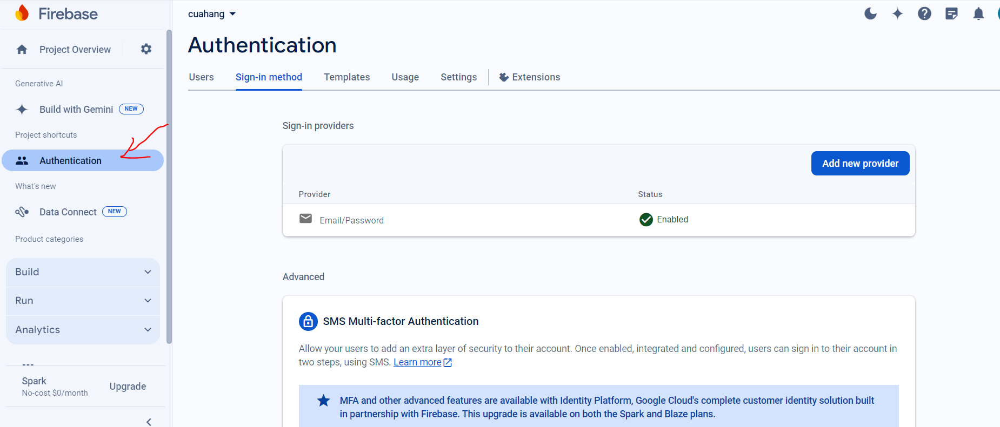 Firebase
cuahang
Project Overview
Authentication
Users Sign-in method Templates Usage Settings Extensions
Generative AI
Build with Gemini NEW
Project shortcuts
Authentication
What's new
Data Connect NEW
Product categories
Build
Run
Analytics
Spark
No-cost $0/month
Upgrade
Sign-in providers
Add new provider
Provider Status
Email/Password Enabled
Advanced
SMS Multi-factor Authentication
Allow your users to add an extra layer of security to their account. Once enabled, integrated and configured, users can sign in to their account in
two steps, using SMS. Learn more
MFA and other advanced features are available with Identity Platform, Google Cloud's complete customer identity solution built
in partnership with Firebase. This upgrade is available on both the Spark and Blaze plans.